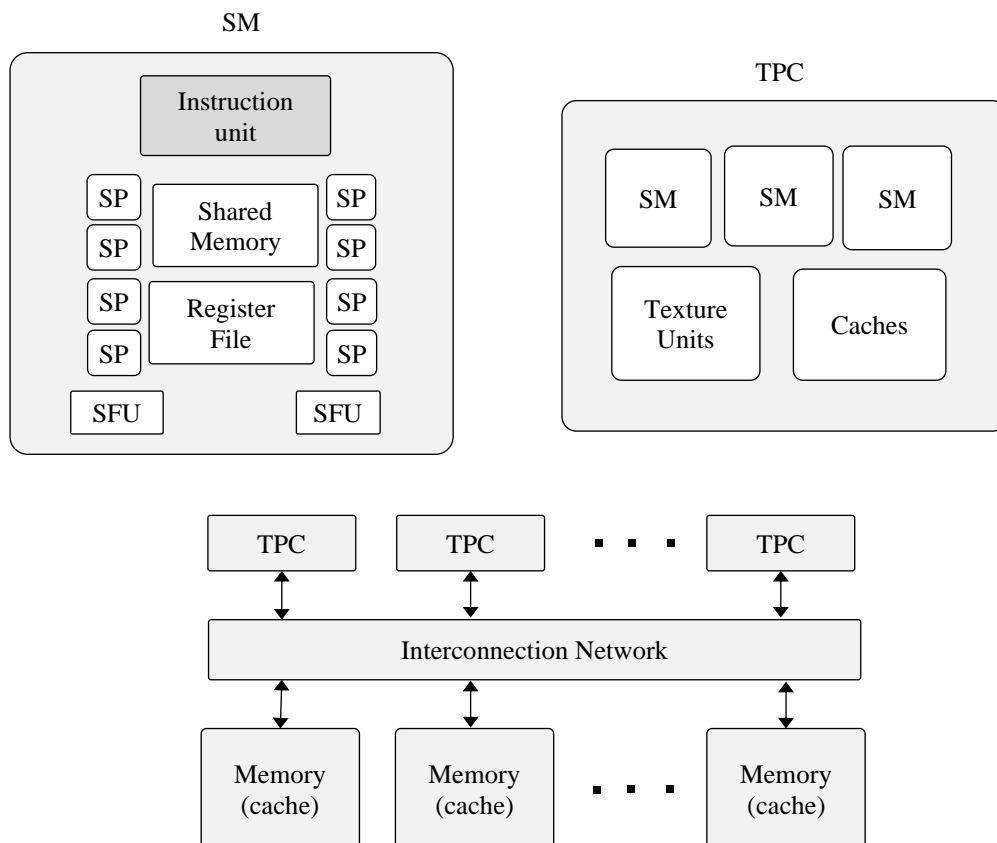 SM
Instruction
unit
SP
Shared
Memory
SP
SP
SP
SP
Register
File
SP
SP
SP
SFU
SFU
TPC
SM
SM
SM
Texture
Units
Caches
TPC
TPC
TPC
Interconnection Network
Memory
(cache)
Memory
(cache)
Memory
(cache)